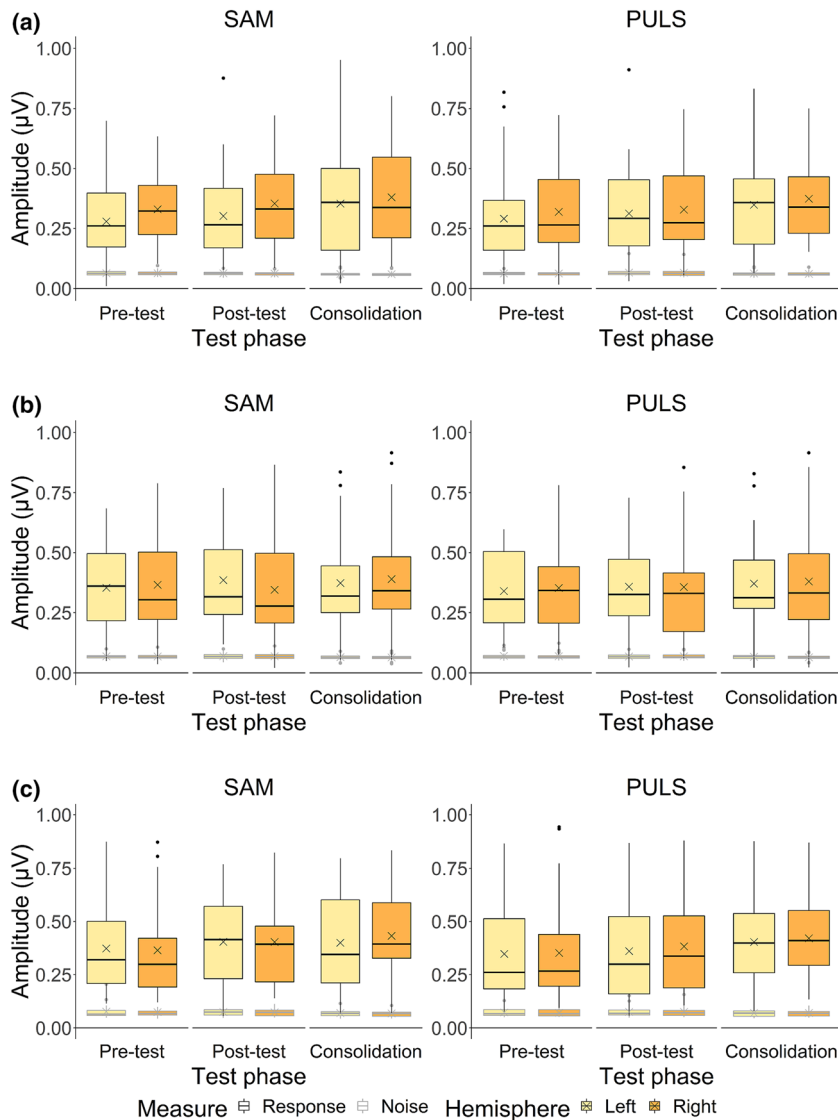 (a)
SAM
PULS
Amplitude (µV)
1.00
0.75
0.50
0.25
0.00
Pre-test Post-test Consolidation
Test phase
Pre-test Post-test Consolidation
Test phase
(b)
SAM
PULS
Amplitude (µV)
1.00
0.75
0.50
0.25
0.00
Pre-test Post-test Consolidation
Test phase
Pre-test Post-test Consolidation
Test phase
(c)
SAM
PULS
Amplitude (µV)
1.00
0.75
0.50
0.25
0.00
Pre-test Post-test Consolidation
Test phase
Pre-test Post-test Consolidation
Test phase
Measure Response Noise Hemisphere Left Right